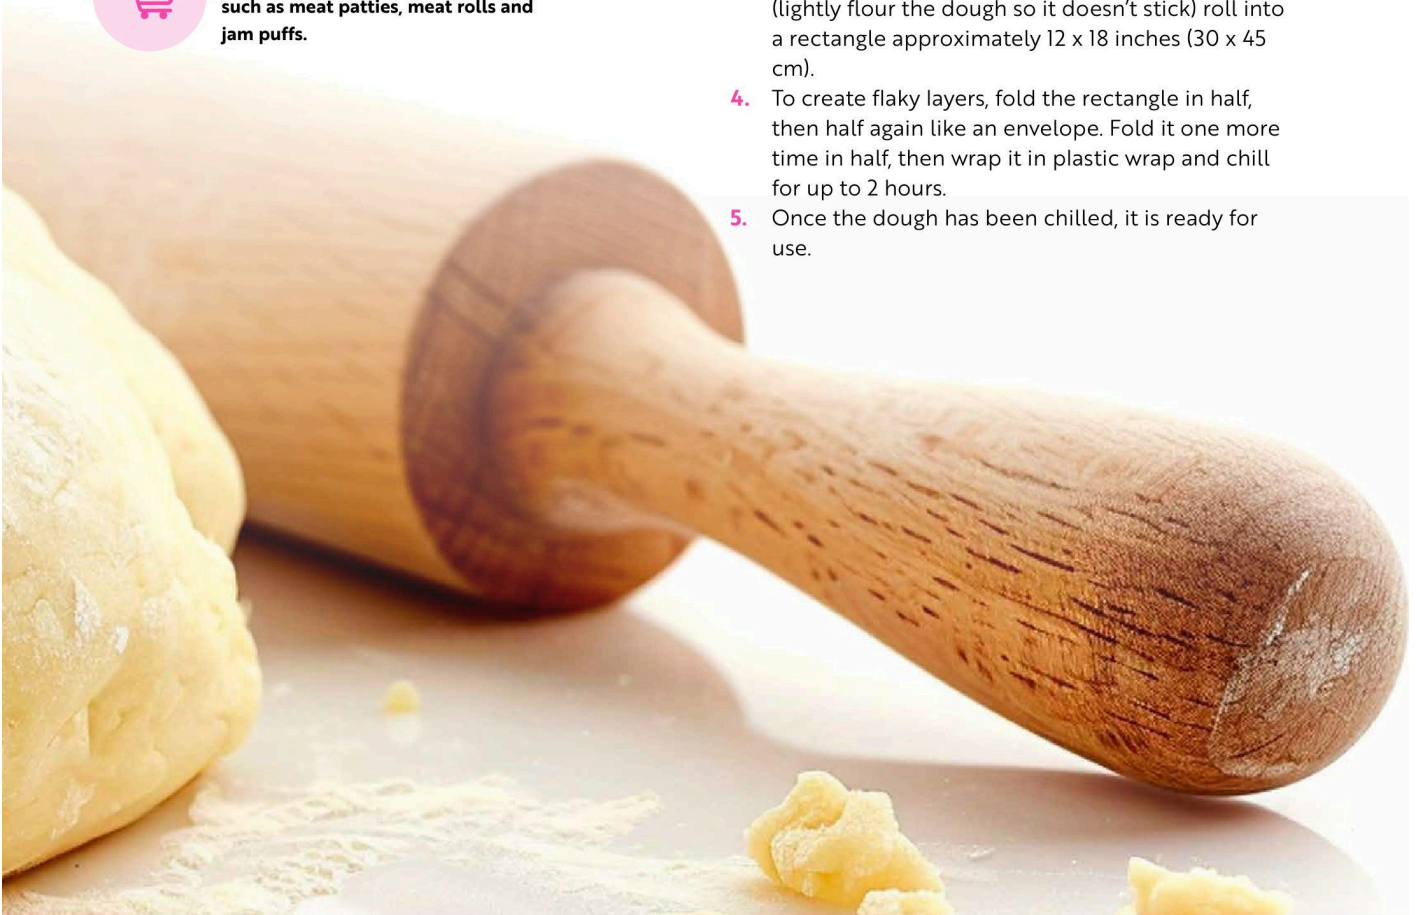 such as meat patties, meat rolls and
jam puffs.
(lightly flour the dough so it doesn’t stick) roll into
a rectangle approximately 12 x 18 inches (30 x 45
cm).
4. To create flaky layers, fold the rectangle in half,
then half again like an envelope. Fold it one more
time in half, then wrap it in plastic wrap and chill
for up to 2 hours.
5. Once the dough has been chilled, it is ready for
use.